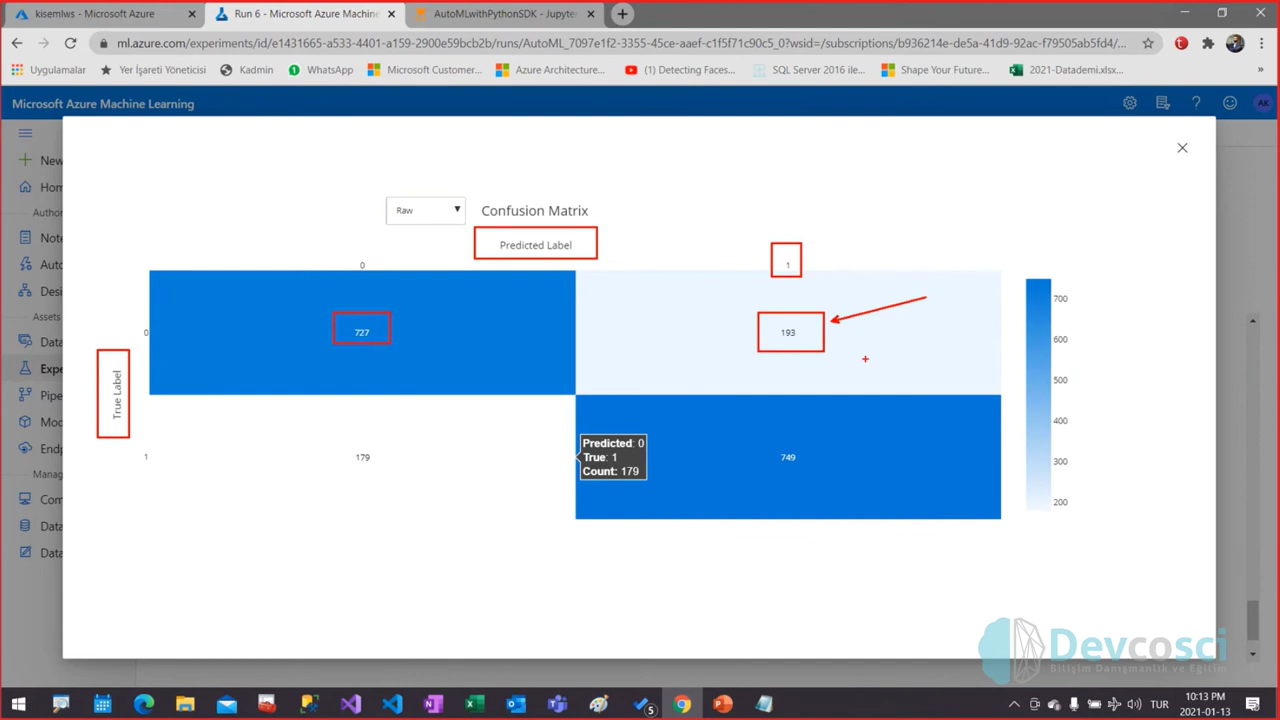 kisemlws - Microsoft Azure
Run 6 - Microsoft Azure Machine
AutoMLwithPythonSDK - Jupyter
ml.azure.com/experiments/id/e1431665-a533-4401-a159-2900e59bcb2b/runs/AutoML_7097e1f2-3355-45ce-aaef-c1f5f71c90c5_0?wsid=/subscriptions/b936214e-de5a-41d9-92ac-f79505ab5fd4/...
Uygulamalar
Yer İşareti Yöneticisi
Kadmin
WhatsApp
Microsoft Customer...
Azure Architecture...
(1) Detecting Faces...
SQL Server 2016 ile...
Shape Your Future...
2021-Datademi.xlsx...
»
Microsoft Azure Machine Learning
AK
New
Hom
Author
Note
Auto
Desi
Assets
Data
Expe
Pipe
Mod
Endp
Manag
Com
Data
Data
Raw
Confusion Matrix
Predicted Label
0
1
0
727
193
True Label
1
179
749
Predicted: 0
True: 1
Count: 179
700
600
500
400
300
200
Devcosci
Bilişim Danışmanlık ve Eğitim
5
TUR
10:13 PM
2021-01-13